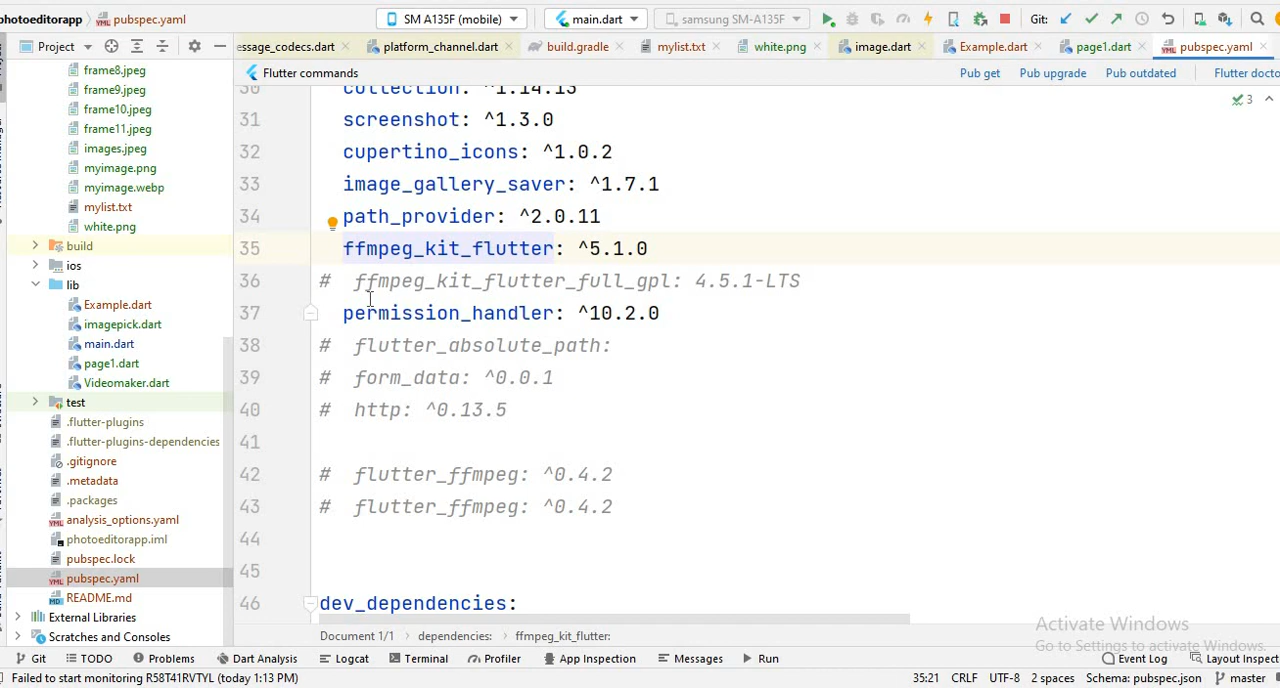 photoeditorapp pubspec.yaml SM A135F (mobile) main.dart samsung SM-A135F Git:
Project essage_codecs.dart platform_channel.dart build.gradle mylist.txt white.png image.dart Example.dart page1.dart pubspec.yaml
Flutter commands Pub get Pub upgrade Pub outdated Flutter docto
frame8.jpeg
frame9.jpeg
frame10.jpeg
frame11.jpeg
images.jpeg
myimage.png
myimage.webp
mylist.txt
white.png
build
ios
lib
Example.dart
imagepick.dart
main.dart
page1.dart
Videomaker.dart
test
.flutter-plugins
.flutter-plugins-dependencies
.gitignore
.metadata
.packages
analysis_options.yaml
photoeditorapp.iml
pubspec.lock
pubspec.yaml
README.md
External Libraries
Scratches and Consoles
3
30 collection: ^1.14.13
31 screenshot: ^1.3.0
32 cupertino_icons: ^1.0.2
33 image_gallery_saver: ^1.7.1
34 path_provider: ^2.0.11
35 ffmpeg_kit_flutter: ^5.1.0
36 # ffmpeg_kit_flutter_full_gpl: 4.5.1-LTS
37 permission_handler: ^10.2.0
38 # flutter_absolute_path:
39 # form_data: ^0.0.1
40 # http: ^0.13.5
41
42 # flutter_ffmpeg: ^0.4.2
43 # flutter_ffmpeg: ^0.4.2
44
45
46 dev_dependencies:
Activate Windows
Go to Settings to activate Windows.
Document 1/1 dependencies: ffmpeg_kit_flutter:
Git TODO Problems Dart Analysis Logcat Terminal Profiler App Inspection Messages Run Event Log Layout Inspect
Failed to start monitoring R58T41RVTYL (today 1:13 PM) 35:21 CRLF UTF-8 2 spaces Schema: pubspec.json master